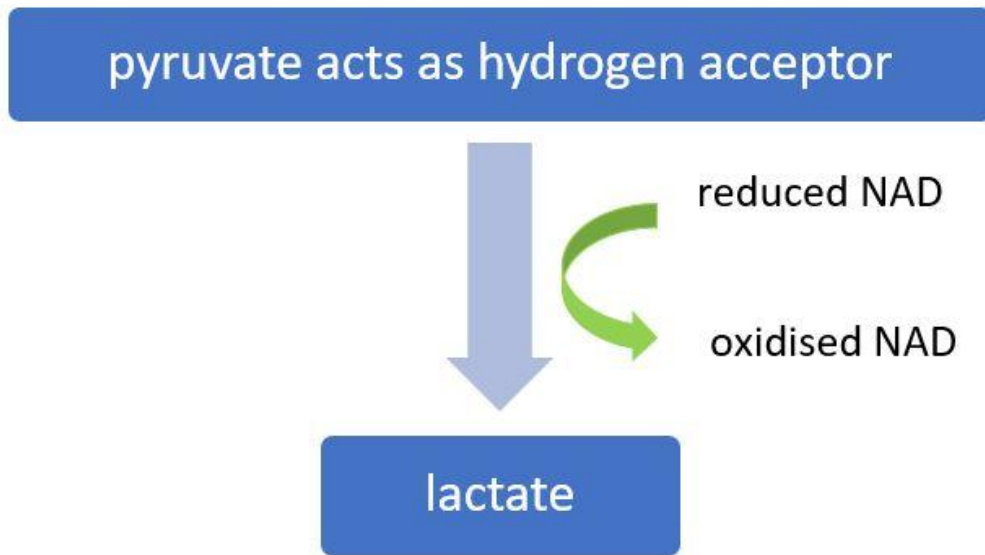 pyruvate acts as hydrogen acceptor
reduced NAD
oxidised NAD
lactate